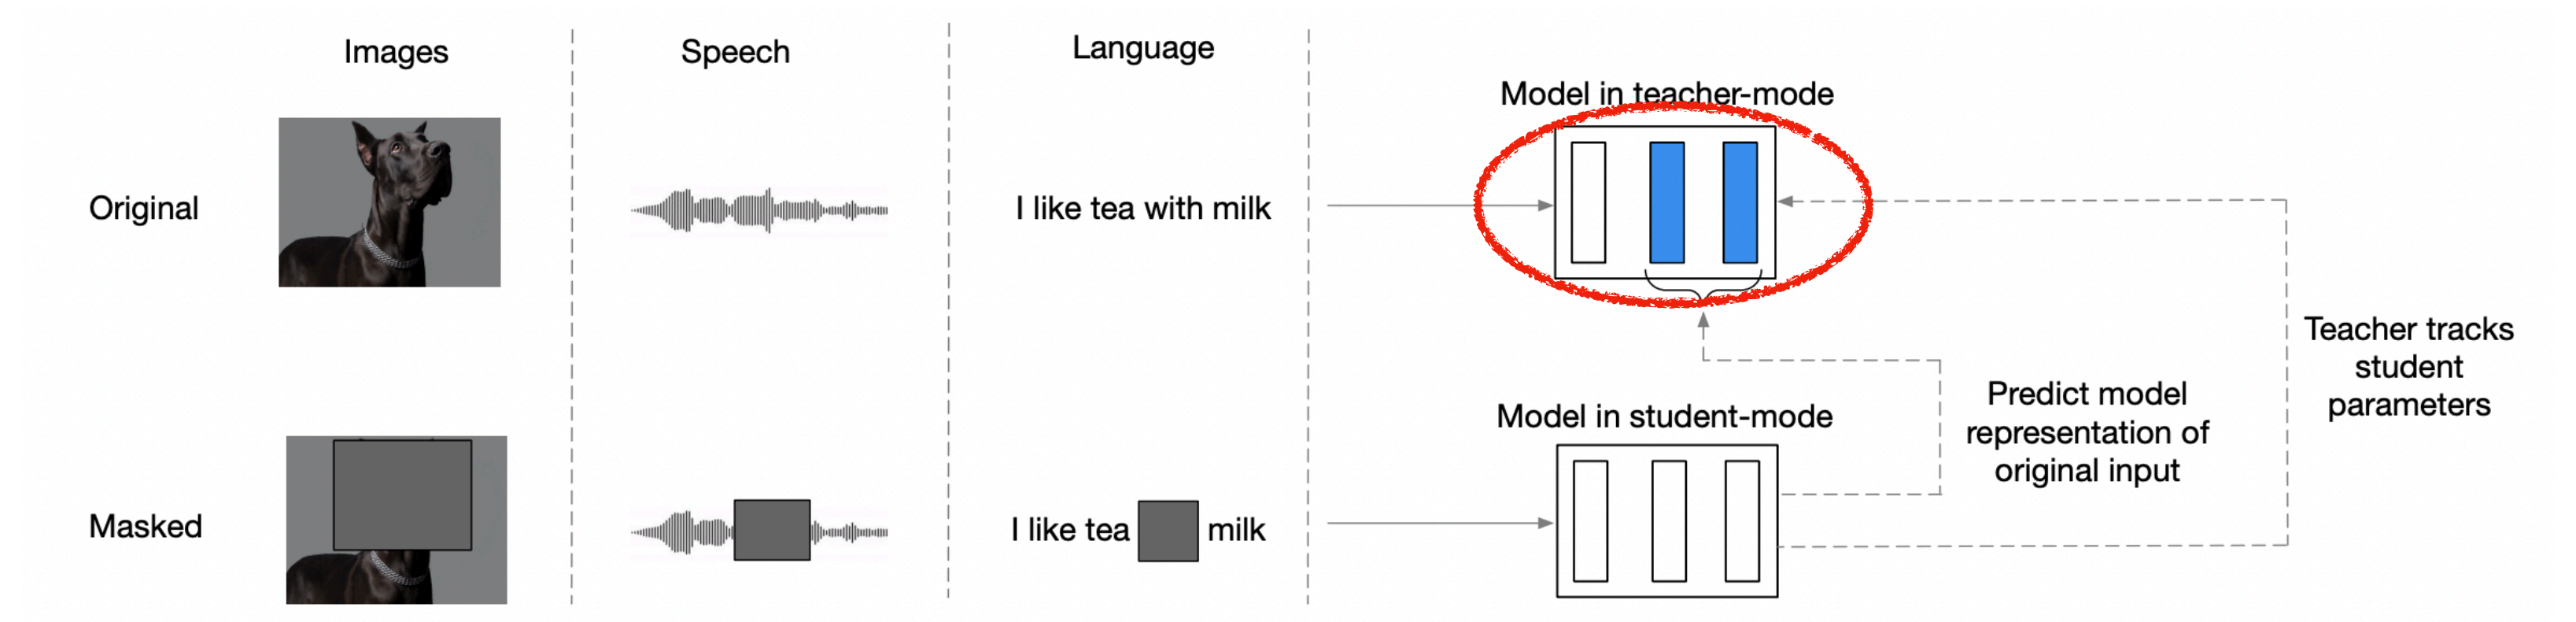 Images
Speech
Language
Model in teacher-mode
Original
I like tea with milk
Teacher tracks
student
parameters
Predict model
representation of
original input
Model in student-mode
Masked
I like tea milk